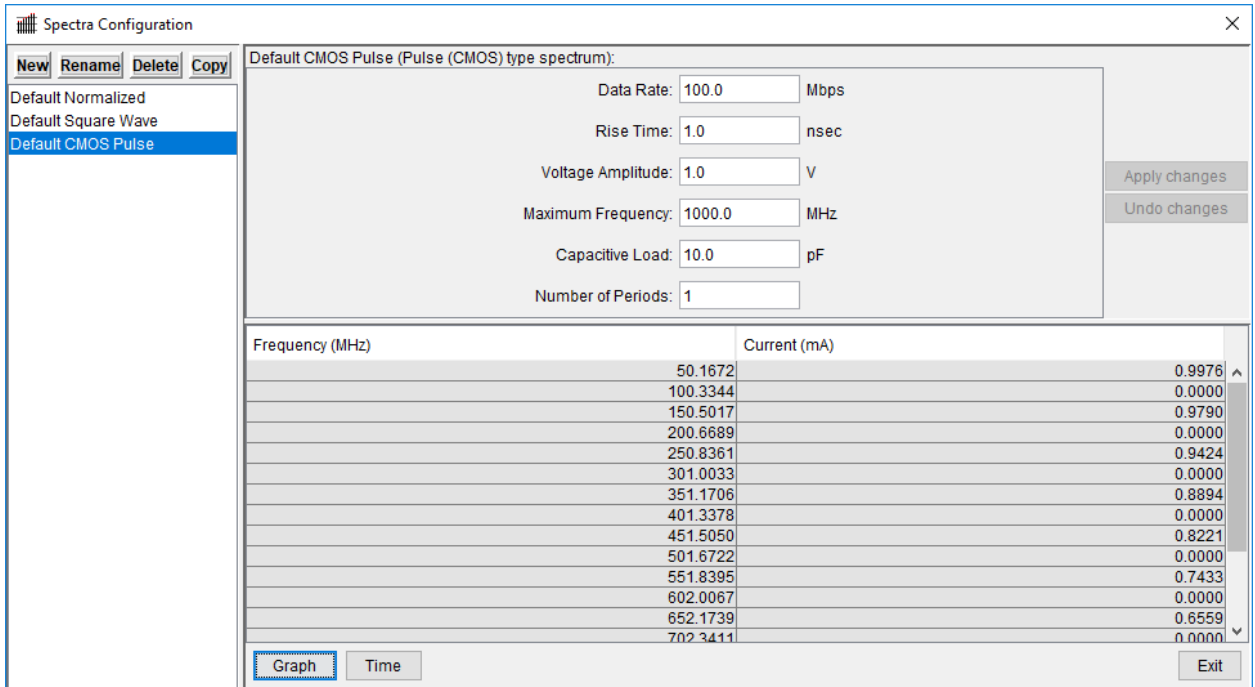 Spectra Configuration
New Rename Delete Copy
Default Normalized
Default Square Wave
Default CMOS Pulse
Default CMOS Pulse (Pulse (CMOS) type spectrum):
Data Rate: 100.0 Mbps
Rise Time: 1.0 nsec
Voltage Amplitude: 1.0 V
Maximum Frequency: 1000.0 MHz
Capacitive Load: 10.0 pF
Number of Periods: 1
Apply changes
Undo changes
Frequency (MHz) Current (mA)
50.1672 0.9976
100.3344 0.0000
150.5017 0.9790
200.6689 0.0000
250.8361 0.9424
301.0033 0.0000
351.1706 0.8894
401.3378 0.0000
451.5050 0.8221
501.6722 0.0000
551.8395 0.7433
602.0067 0.0000
652.1739 0.6559
702.3411 0.0000
Graph Time Exit